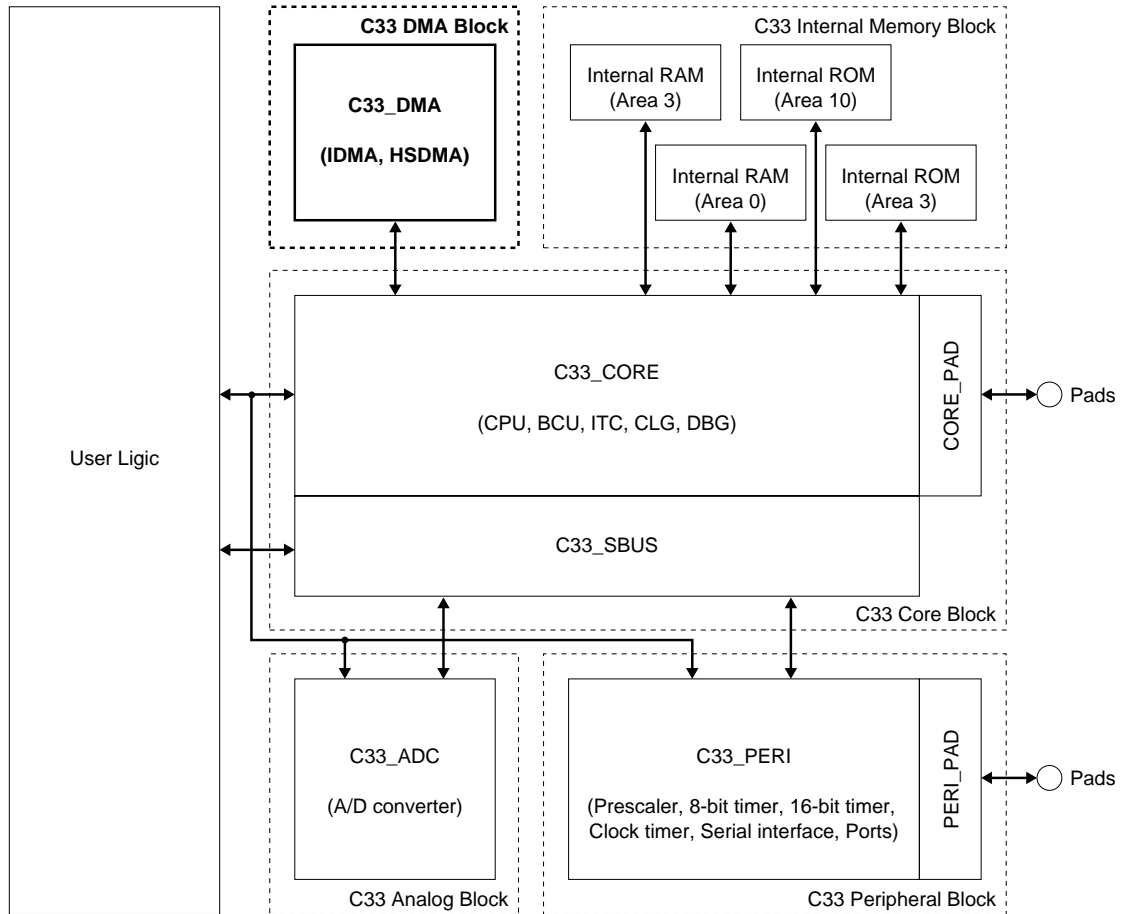 C33 DMA Block
C33_DMA
(IDMA, HSDMA)
C33 Internal Memory Block
Internal RAM
(Area 3)
Internal ROM
(Area 10)
Internal RAM
(Area 0)
Internal ROM
(Area 3)
User Ligic
C33_CORE
(CPU, BCU, ITC, CLG, DBG)
CORE_PAD
Pads
C33_SBUS
C33 Core Block
C33_ADC
(A/D converter)
C33 Analog Block
C33_PERI
(Prescaler, 8-bit timer, 16-bit timer,
Clock timer, Serial interface, Ports)
PERI_PAD
Pads
C33 Peripheral Block